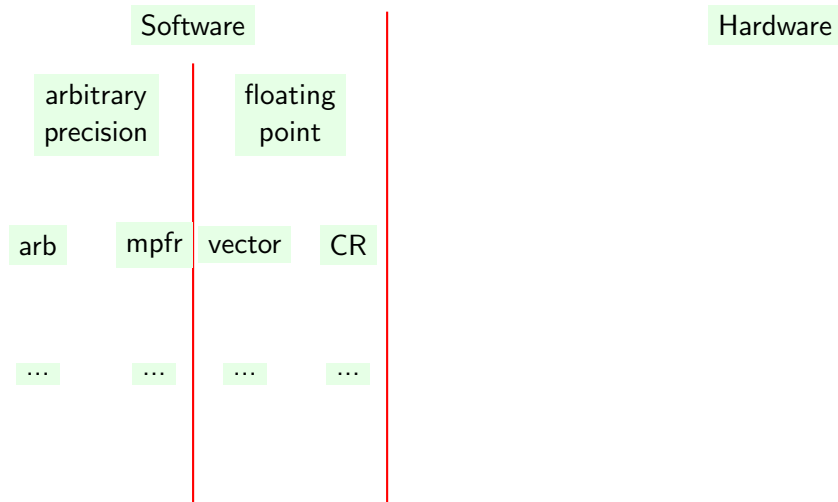 Software
Hardware
arbitrary
precision
floating
point
arb
mpfr
vector
CR
...
...
...
...